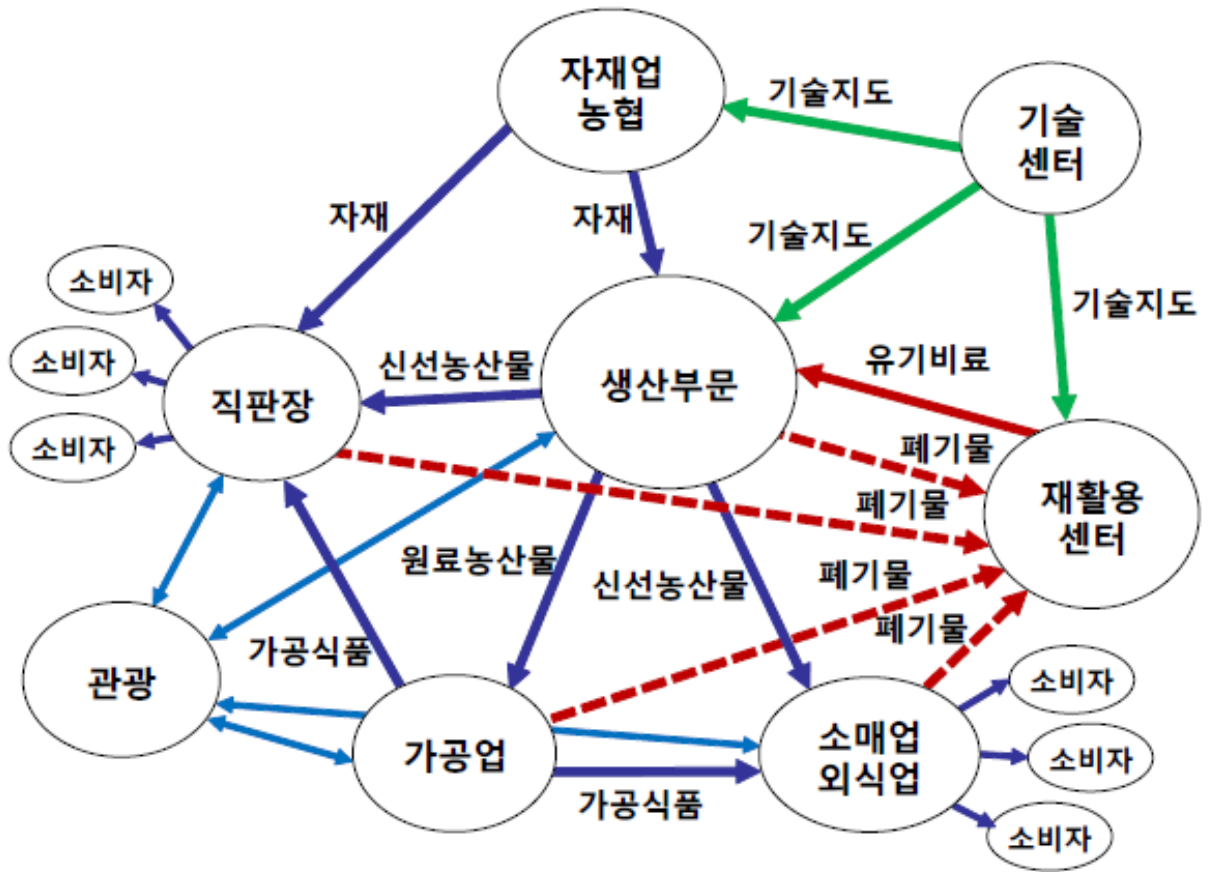 자재업
농협
기술지도
기술
센터
자재
자재
기술지도
기술지도
소비자
소비자
소비자
직판장
신선농산물
생산부문
유기비료
폐기물
폐기물
재활용
센터
원료농산물
신선농산물
폐기물
폐기물
관광
가공식품
가공업
가공식품
소매업
외식업
소비자
소비자
소비자